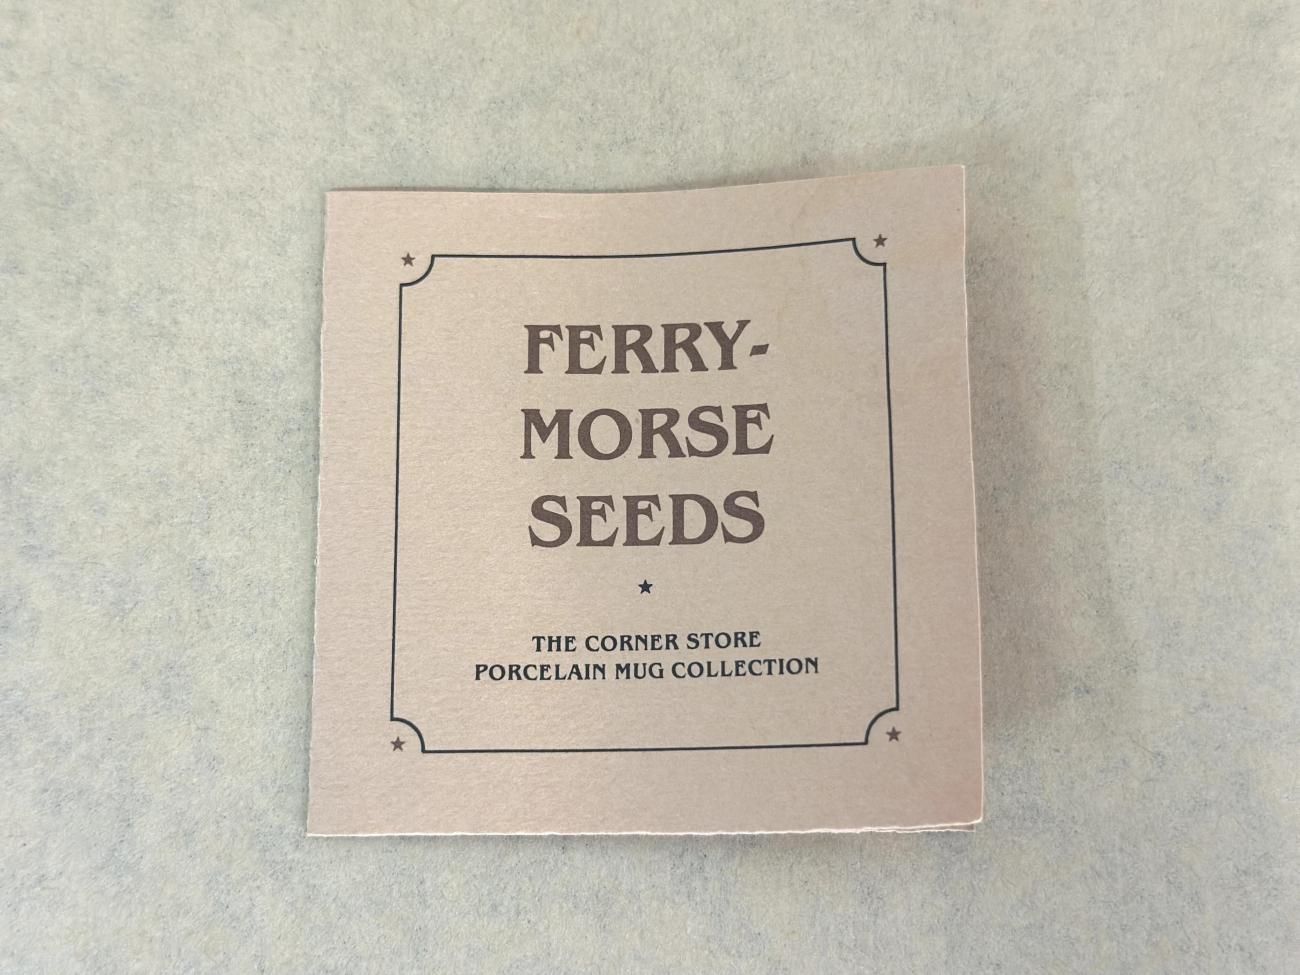 FERRY-
MORSE
SEEDS
THE CORNER STORE
PORCELAIN MUG COLLECTION